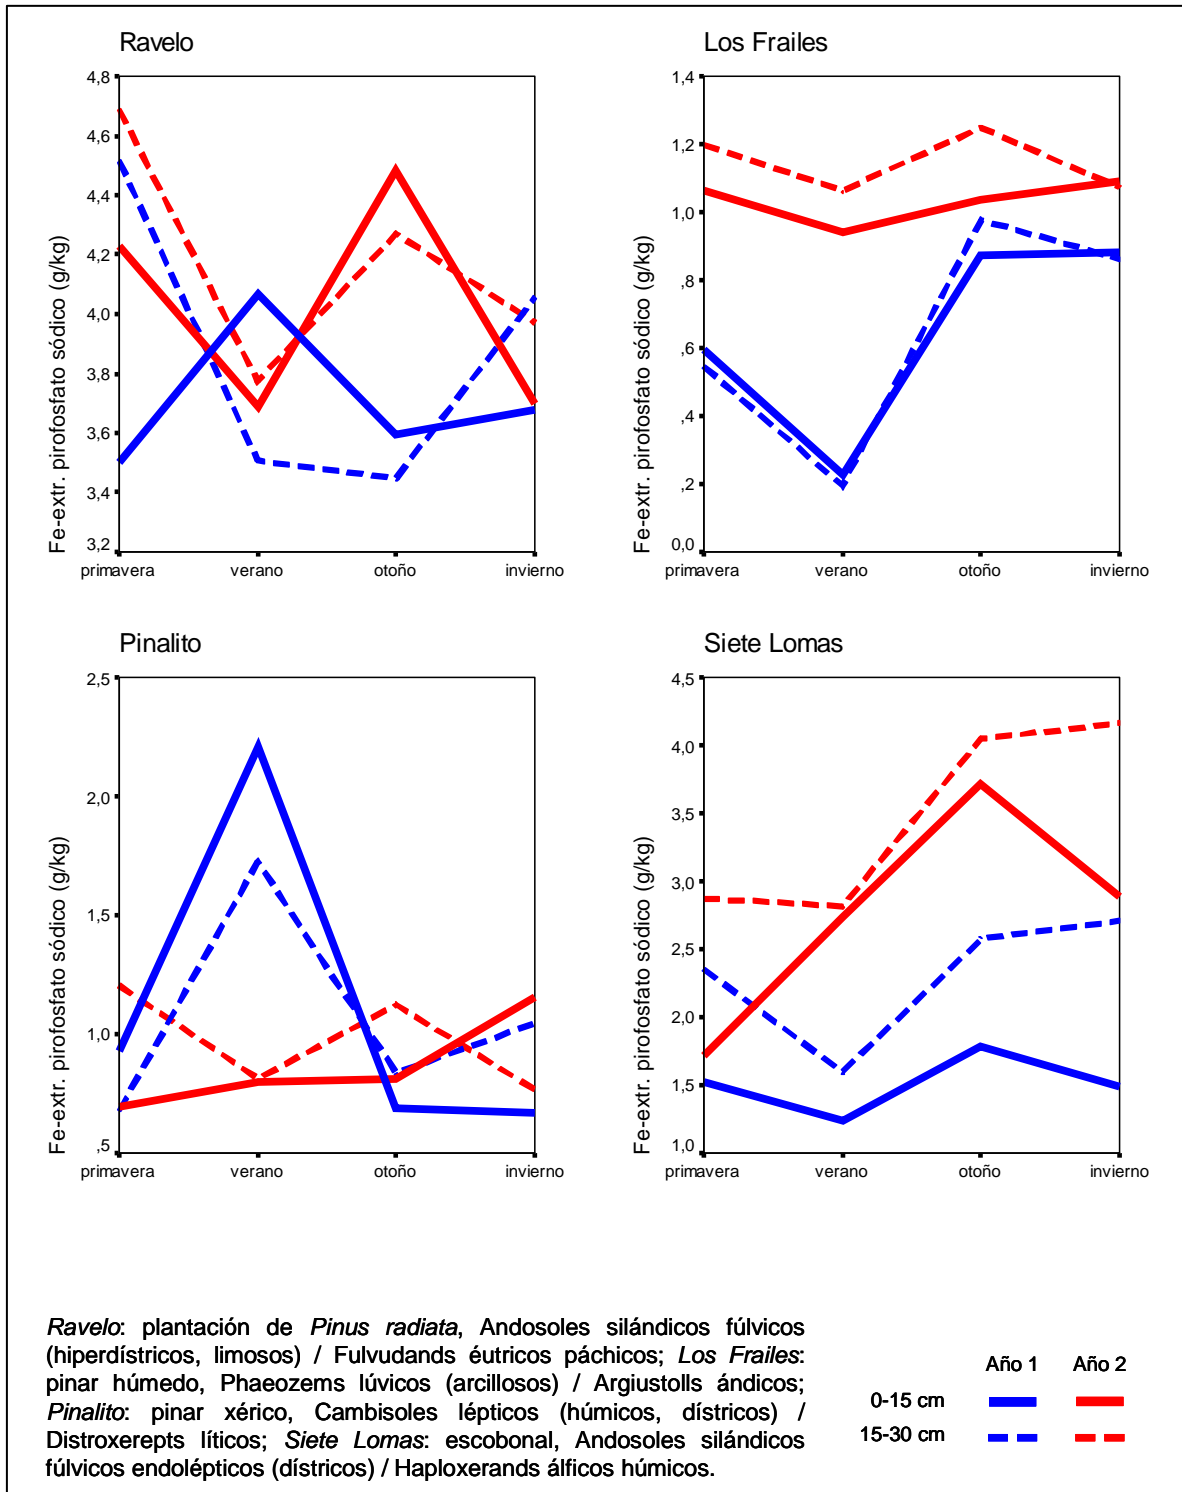 Ravelo
Fe-extr. pirofosfato sódico (g/kg)
4,8
4,6
4,4
4,2
4,0
3,8
3,6
3,4
3,2
primavera verano otoño invierno
Los Frailes
Fe-extr. pirofosfato sódico (g/kg)
1,4
1,2
1,0
,8
,6
,4
,2
0,0
primavera verano otoño invierno
Pinalito
Fe-extr. pirofosfato sódico (g/kg)
2,5
2,0
1,5
1,0
,5
primavera verano otoño invierno
Siete Lomas
Fe-extr. pirofosfato sódico (g/kg)
4,5
4,0
3,5
3,0
2,5
2,0
1,5
1,0
primavera verano otoño invierno
Ravelo: plantación de Pinus radiata, Andosoles silándicos fúlvicos
(hiperdístricos, limosos) / Fulvudands éutricos páchicos; Los Frailes:
pinar húmedo, Phaeozems lúvicos (arcillosos) / Argiustolls ándicos;
Pinalito: pinar xérico, Cambisoles lépticos (húmicos, dístricos) /
Distroxerepts líticos; Siete Lomas: escobonal, Andosoles silándicos
fúlvicos endolépticos (dístricos) / Haploxerands álficos húmicos.
Año 1 Año 2
0-15 cm
15-30 cm